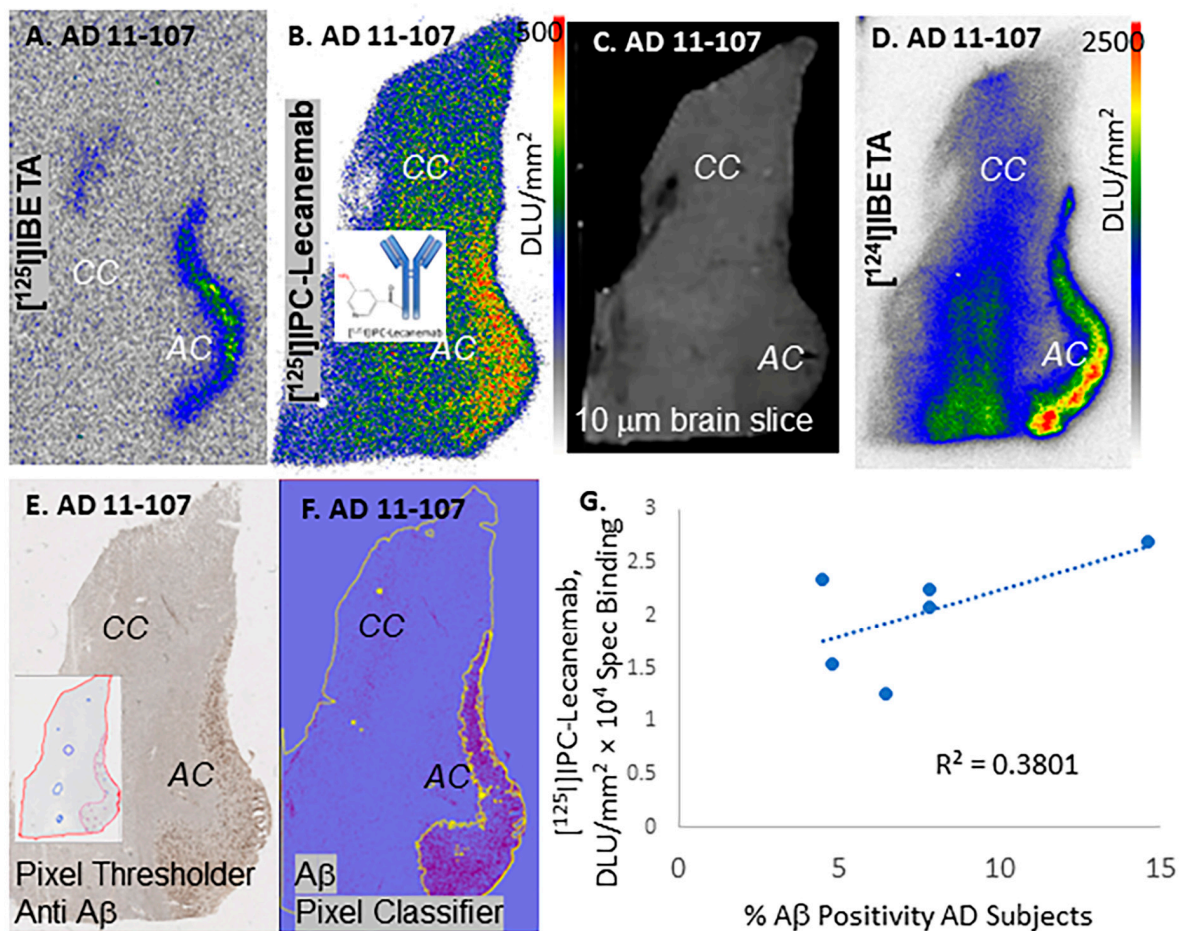 A. AD 11-107
[¹²⁵I]IBETA
CC
AC
B. AD 11-107
500
[¹²⁵I]IPC-Lecanemab
CC
AC
DLU/mm²
C. AD 11-107
CC
AC
10 μm brain slice
D. AD 11-107
2500
[¹²⁴I]IBETA
CC
AC
DLU/mm²
E. AD 11-107
CC
AC
Pixel Thresholder
Anti Aβ
F. AD 11-107
CC
AC
Aβ
Pixel Classifier
G.
[¹²⁵I]IPC-Lecanemab,
DLU/mm² × 10⁴ Spec Binding
3
2.5
2
1.5
1
0.5
0
R² = 0.3801
0
5
10
15
% Aβ Positivity AD Subjects